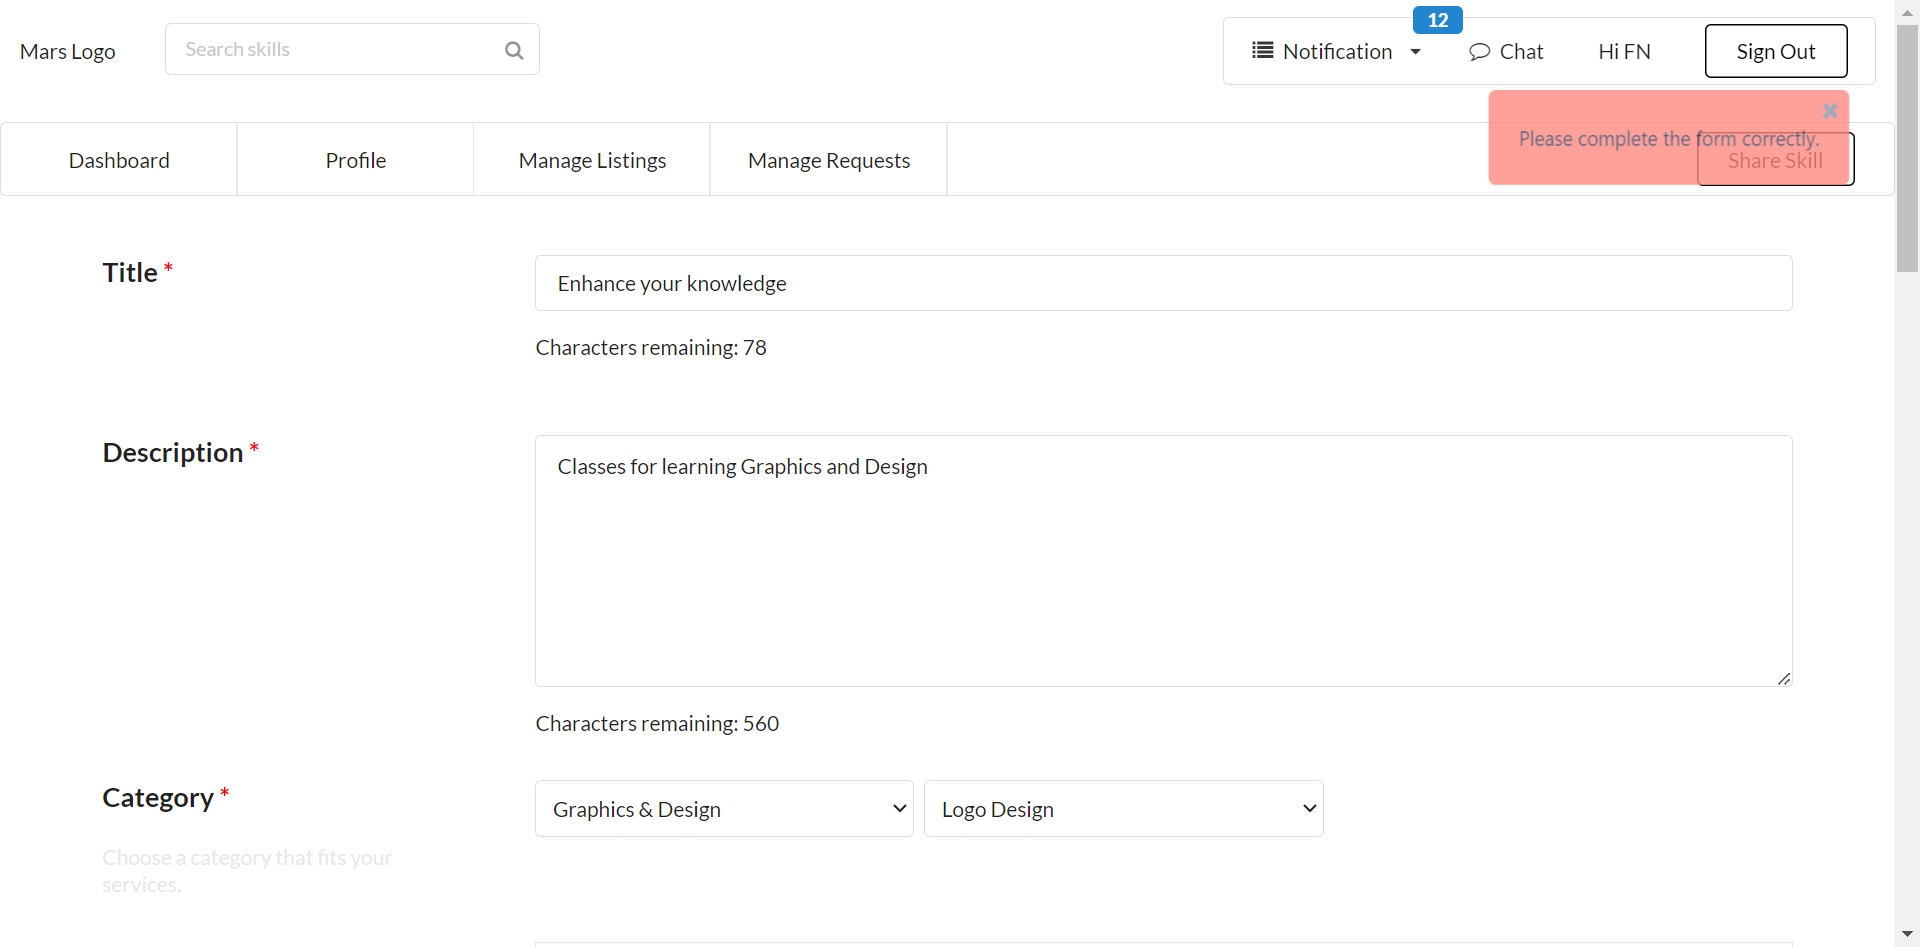 Mars Logo
Search skills
Notification
12
Chat
Hi FN
Sign Out
Please complete the form correctly.
Dashboard
Profile
Manage Listings
Manage Requests
Share Skill
Title *
Enhance your knowledge
Characters remaining: 78
Description *
Classes for learning Graphics and Design
Characters remaining: 560
Category *
Graphics & Design
Logo Design
Choose a category that fits your
services.